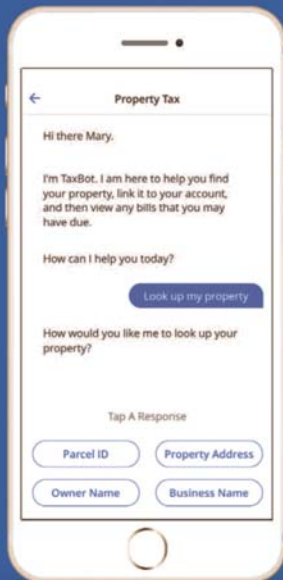 Property Tax
Hi there Mary.
I'm TaxBot. I am here to help you find
your property, link it to your account,
and then view any bills that you may
have due.
How can I help you today?
Look up my property
How would you like me to look up your
property?
Tap A Response
Parcel ID
Property Address
Owner Name
Business Name